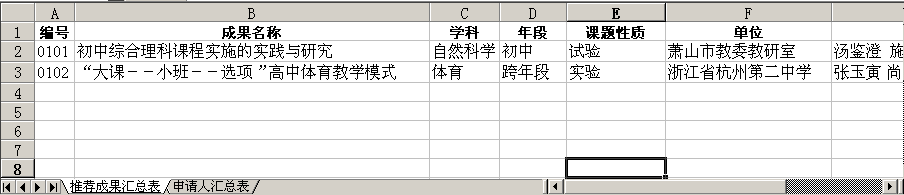 A B C D E F
1 编号 成果名称 学科 年段 课题性质 单位
2 0101 初中综合理科课程实施的实践与研究 自然科学 初中 试验 萧山市教委教研室 汤鉴澄 施
3 0102 “大课－－小班－－选项 ”高中体育教学模式 体育 跨年段 实验 浙江省杭州第二中学 张玉寅 尚
4
5
6
7
8
推荐成果汇总表 申请人汇总表